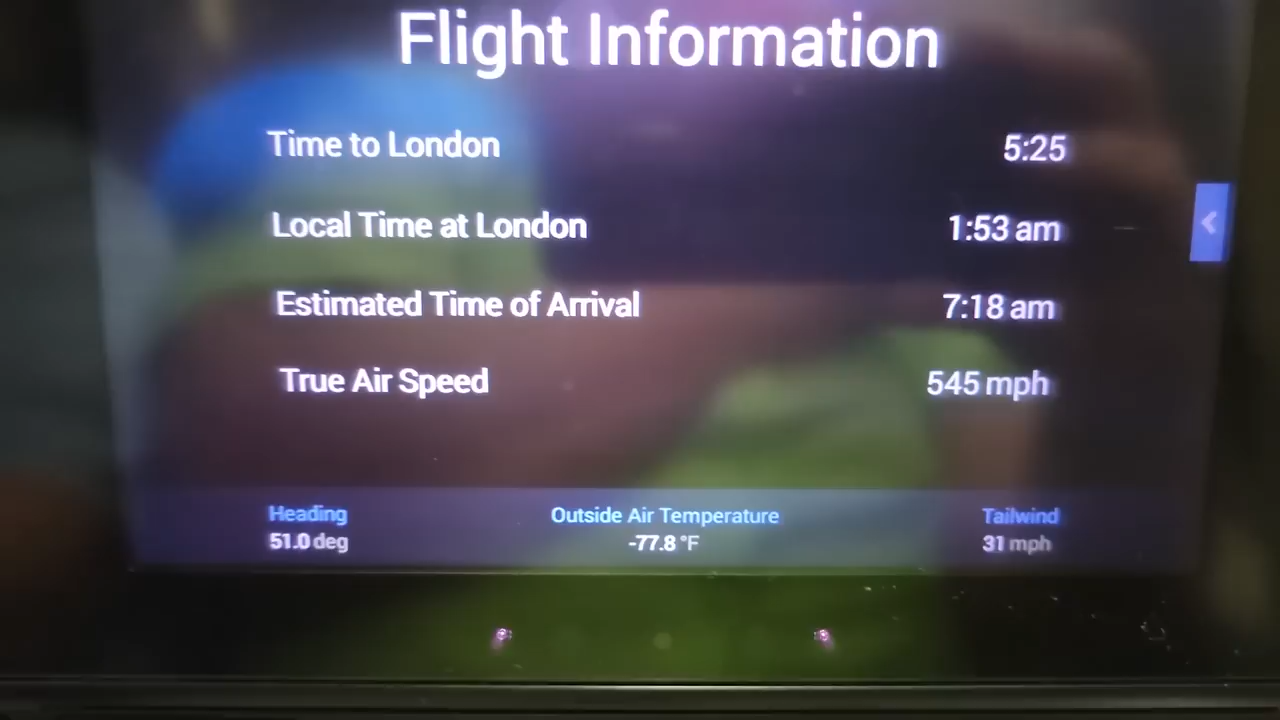 Flight Information
Time to London 5:25
Local Time at London 1:53 am
Estimated Time of Arrival 7:18 am
True Air Speed 545 mph
Heading Outside Air Temperature Tailwind
51.0 deg -77.8 °F 31 mph